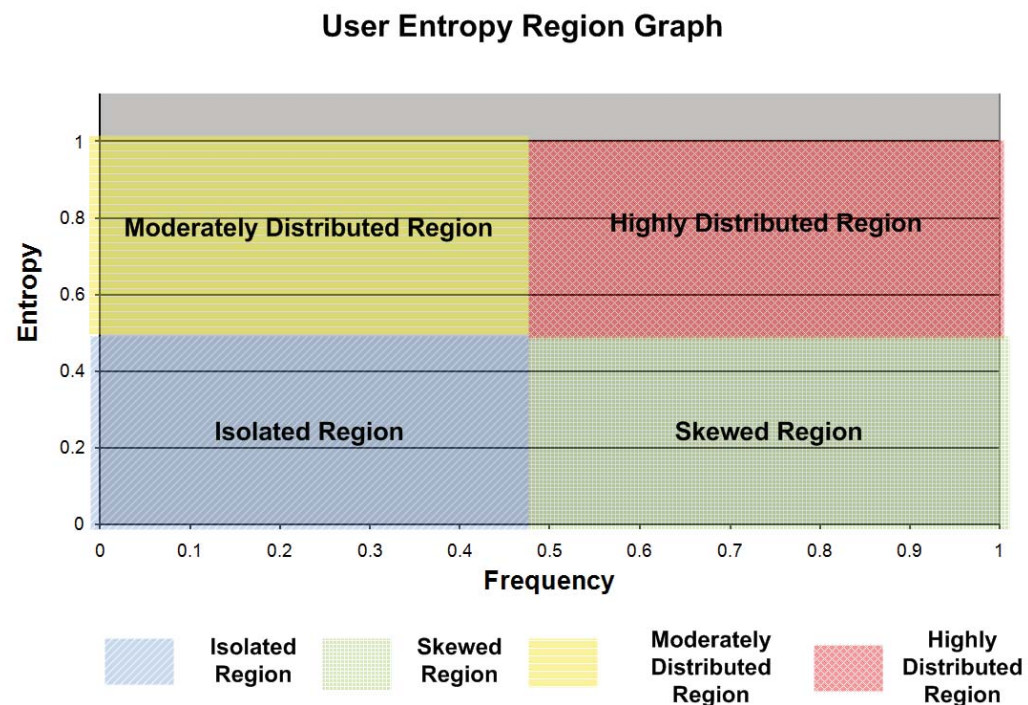 User Entropy Region Graph
Entropy
1
0.8
0.6
0.4
0.2
0
Moderately Distributed Region
Highly Distributed Region
Isolated Region
Skewed Region
0 0.1 0.2 0.3 0.4 0.5 0.6 0.7 0.8 0.9 1
Frequency
Isolated
Region
Skewed
Region
Moderately
Distributed
Region
Highly
Distributed
Region